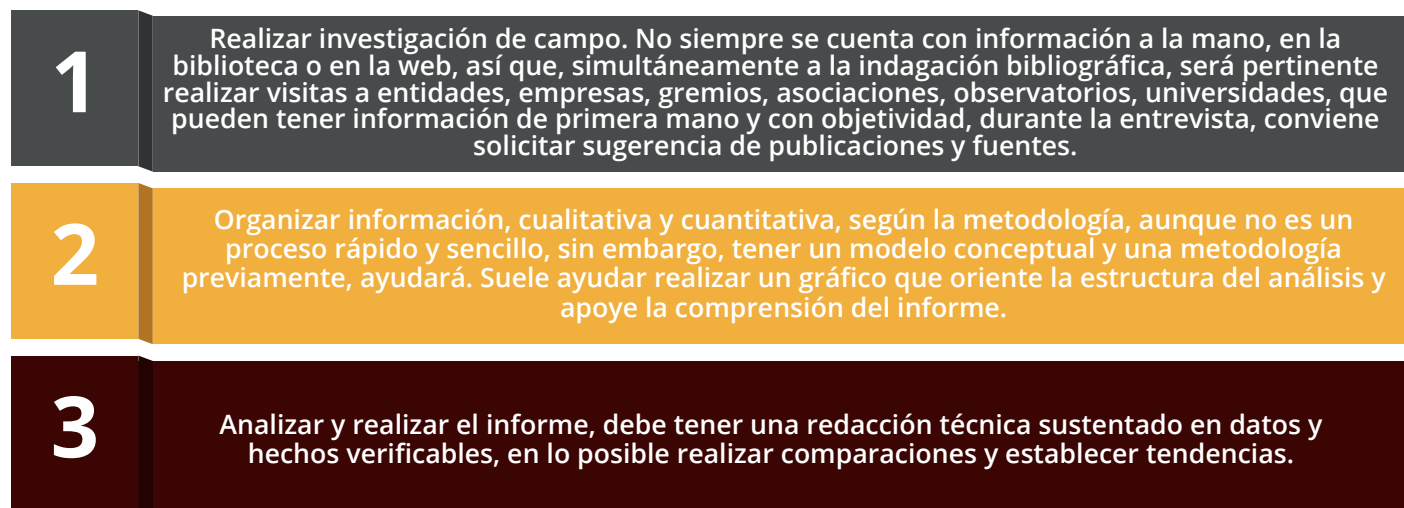 1
Realizar investigación de campo. No siempre se cuenta con información a la mano, en la
biblioteca o en la web, así que, simultáneamente a la indagación bibliográfica, será pertinente
realizar visitas a entidades, empresas, gremios, asociaciones, observatorios, universidades, que
pueden tener información de primera mano y con objetividad, durante la entrevista, conviene
solicitar sugerencia de publicaciones y fuentes.
2
Organizar información, cualitativa y cuantitativa, según la metodología, aunque no es un
proceso rápido y sencillo, sin embargo, tener un modelo conceptual y una metodología
previamente, ayudará. Suele ayudar realizar un gráfico que oriente la estructura del análisis y
apoye la comprensión del informe.
3
Analizar y realizar el informe, debe tener una redacción técnica sustentado en datos y
hechos verificables, en lo posible realizar comparaciones y establecer tendencias.